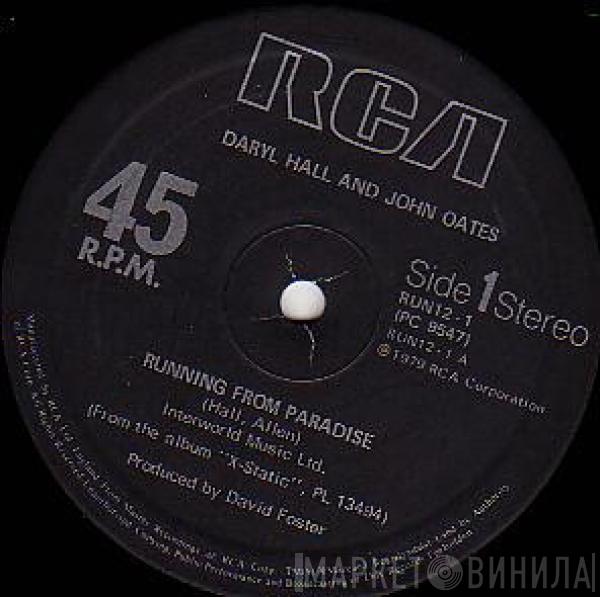 RCA
DARYL HALL AND JOHN OATES
45
R.P.M.
Side 1 Stereo
RUN12-1
(PC 9547)
RUN12-1 A
℗ 1979 RCA Corporation
RUNNING FROM PARADISE
(Hall, Allen)
Interworld Music Ltd.
(From the album "X-Static", PL 13494)
Produced by David Foster
МАРКЕТ ВИНИЛА